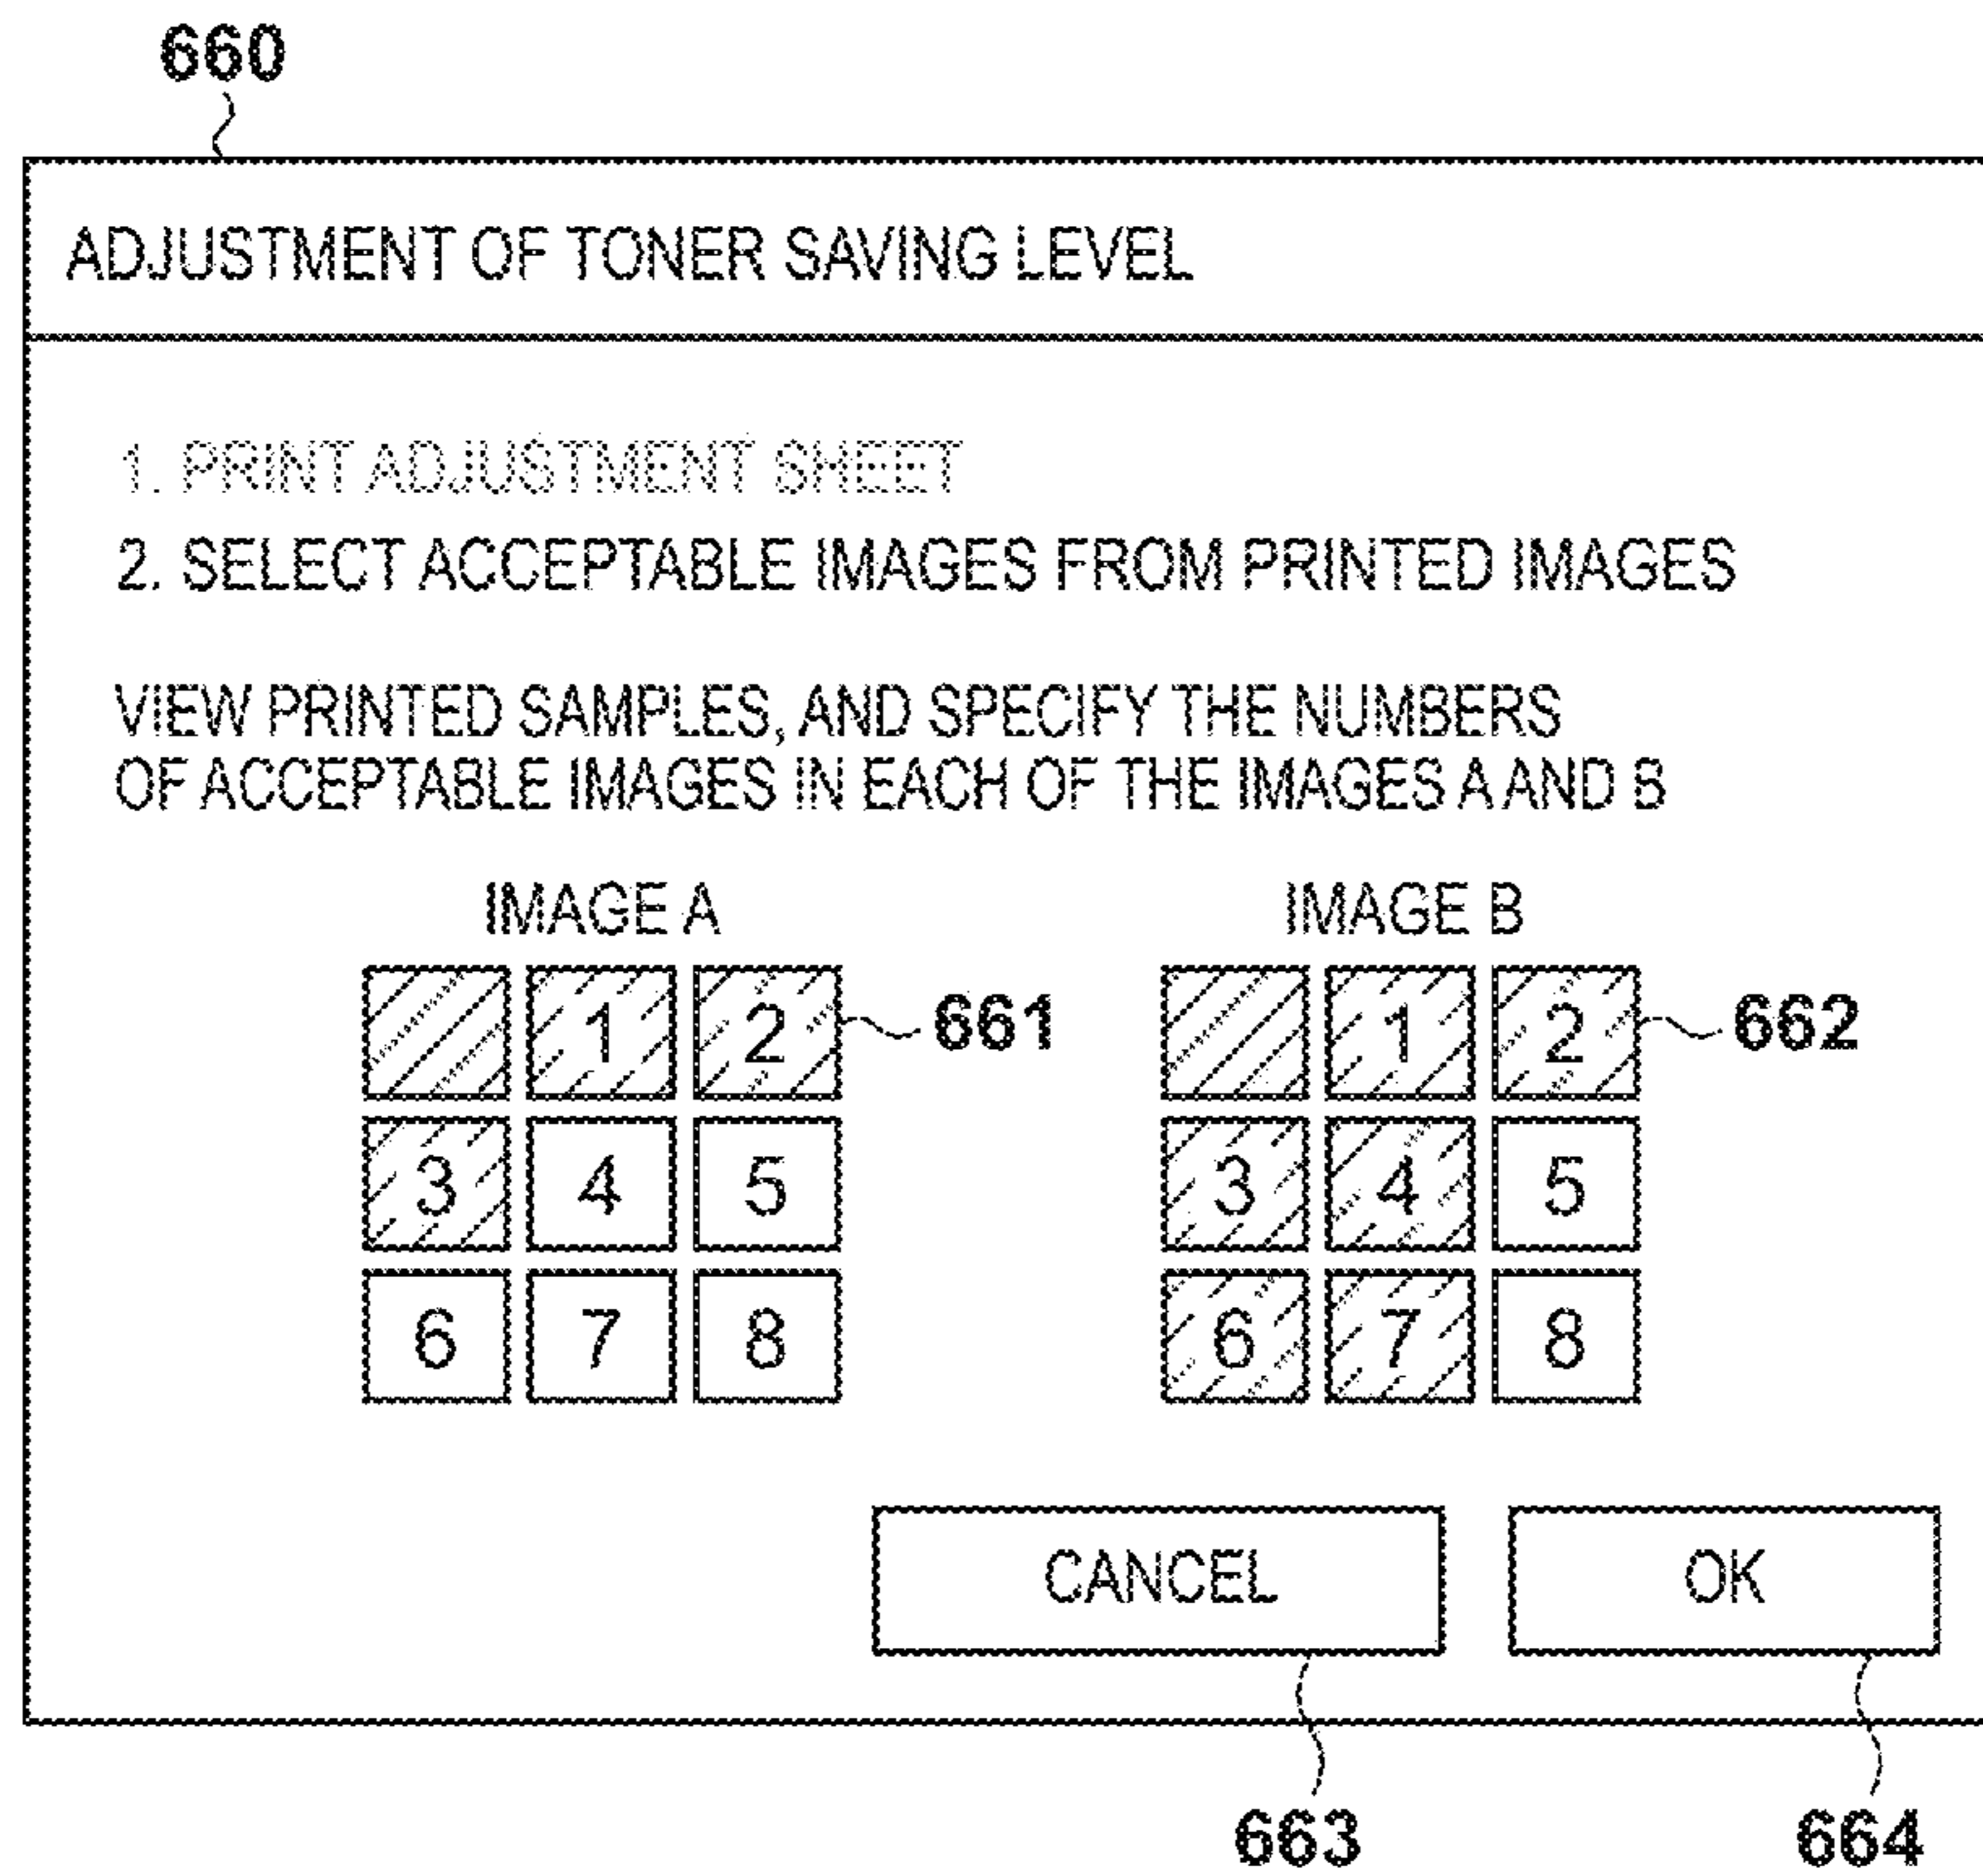 660
ADJUSTMENT OF TONER SAVING LEVEL
1. PRINT ADJUSTMENT SHEET
2. SELECT ACCEPTABLE IMAGES FROM PRINTED IMAGES
VIEW PRINTED SAMPLES, AND SPECIFY THE NUMBERS
OF ACCEPTABLE IMAGES IN EACH OF THE IMAGES A AND B
IMAGE A IMAGE B
1 2 661 1 2 662
3 4 5 3 4 5
6 7 8 6 7 8
CANCEL OK
663 664